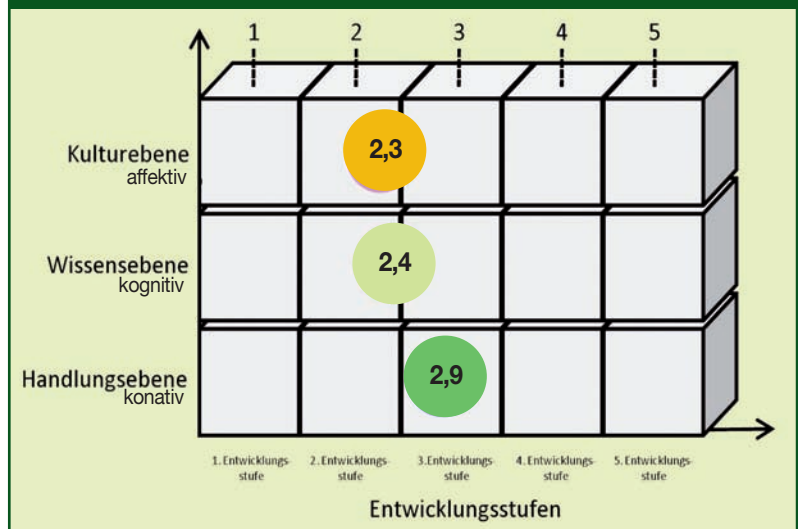 1 2 3 4 5
Kulturebene
affektiv
2,3
Wissensebene
kognitiv
2,4
Handlungsebene
konativ
2,9
1. Entwicklungs-
stufe
2. Entwicklungs-
stufe
3. Entwicklungs-
stufe
4. Entwicklungs-
stufe
5. Entwicklungs-
stufe
Entwicklungsstufen